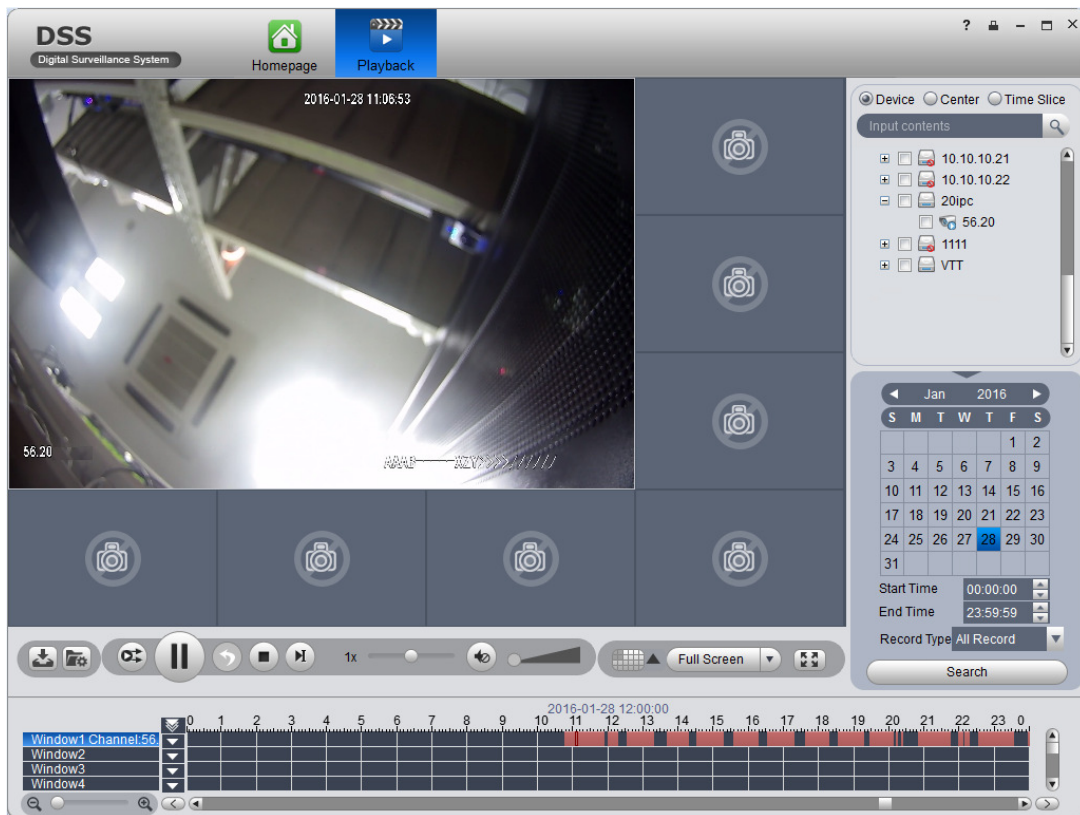 DSS
Digital Surveillance System
Homepage
Playback
?
2016-01-28 11:06:53
56.20
Device Center Time Slice
Input contents
10.10.10.21
10.10.10.22
20ipc
56.20
1111
VTT
Jan 2016
S M T W T F S
1 2
3 4 5 6 7 8 9
10 11 12 13 14 15 16
17 18 19 20 21 22 23
24 25 26 27 28 29 30
31
Start Time 00:00:00
End Time 23:59:59
Record Type All Record
Search
1x
Full Screen
2016-01-28 12:00:00
0 1 2 3 4 5 6 7 8 9 10 11 12 13 14 15 16 17 18 19 20 21 22 23 0
Window1 Channel:56.
Window2
Window3
Window4